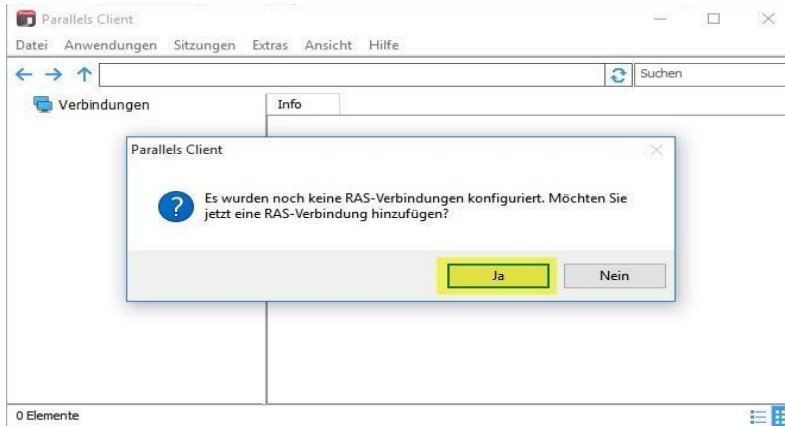 Parallels Client
Datei Anwendungen Sitzungen Extras Ansicht Hilfe
Suchen
Verbindungen
Info
Parallels Client
Es wurden noch keine RAS-Verbindungen konfiguriert. Möchten Sie
jetzt eine RAS-Verbindung hinzufügen?
Ja Nein
0 Elemente